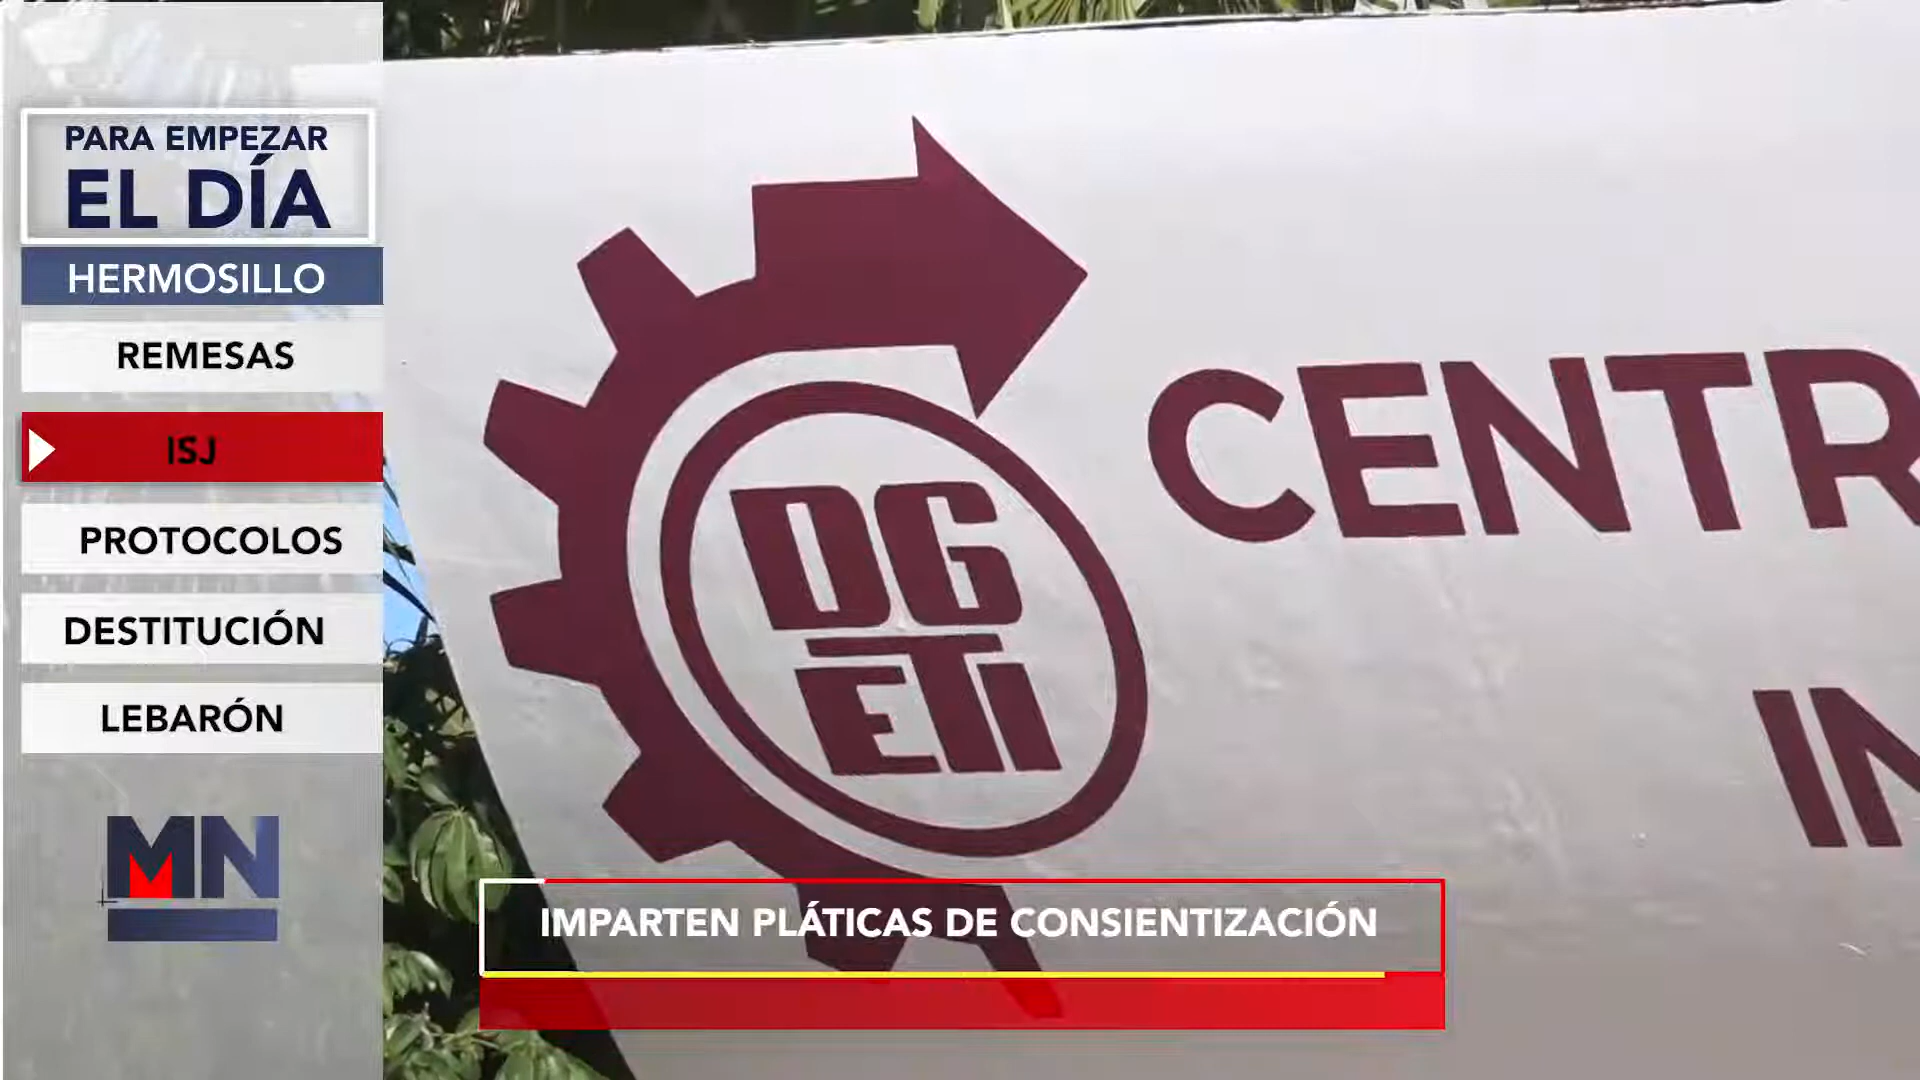 PARA EMPEZAR
EL DÍA
HERMOSILLO
REMESAS
ISJ
PROTOCOLOS
DESTITUCIÓN
LEBARÓN
MN
DG
ETI
CENTR
IN
IMPARTEN PLÁTICAS DE CONSIENTIZACIÓN